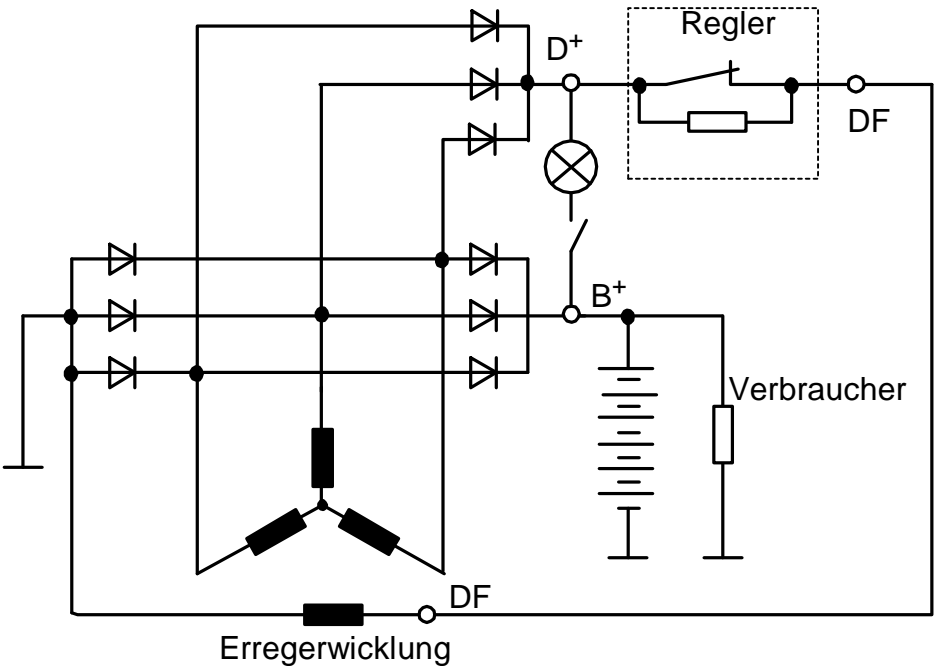 Regler
D+
DF
B+
Verbraucher
DF
Erregerwicklung